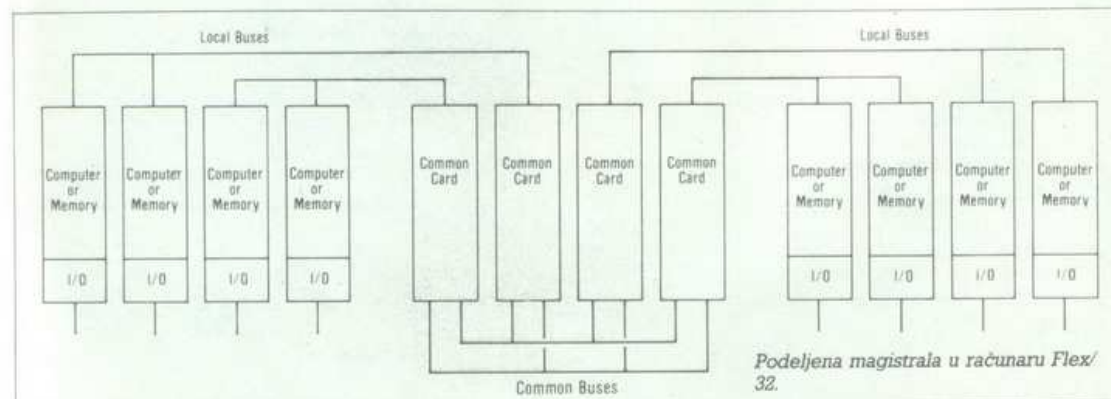 Local Buses
Local Buses
Computer
or
Memory
I/O
Computer
or
Memory
I/O
Computer
or
Memory
I/O
Computer
or
Memory
I/O
Common
Card
Common
Card
Common
Card
Common
Card
Computer
or
Memory
I/O
Computer
or
Memory
I/O
Computer
or
Memory
I/O
Computer
or
Memory
I/O
Common Buses
Podeljena magistrala u računaru Flex/
32.